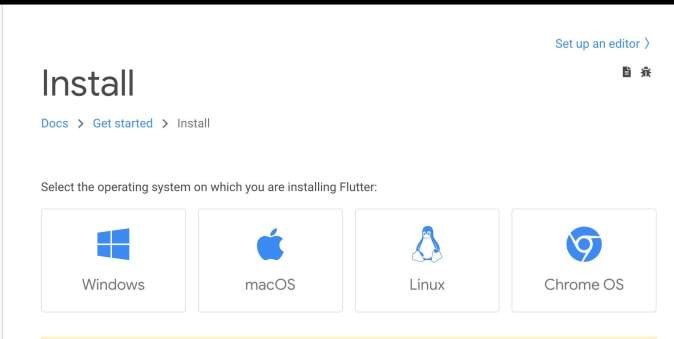 Set up an editor
Install
Docs > Get started > Install
Select the operating system on which you are installing Flutter:
Windows
macOS
Linux
Chrome OS